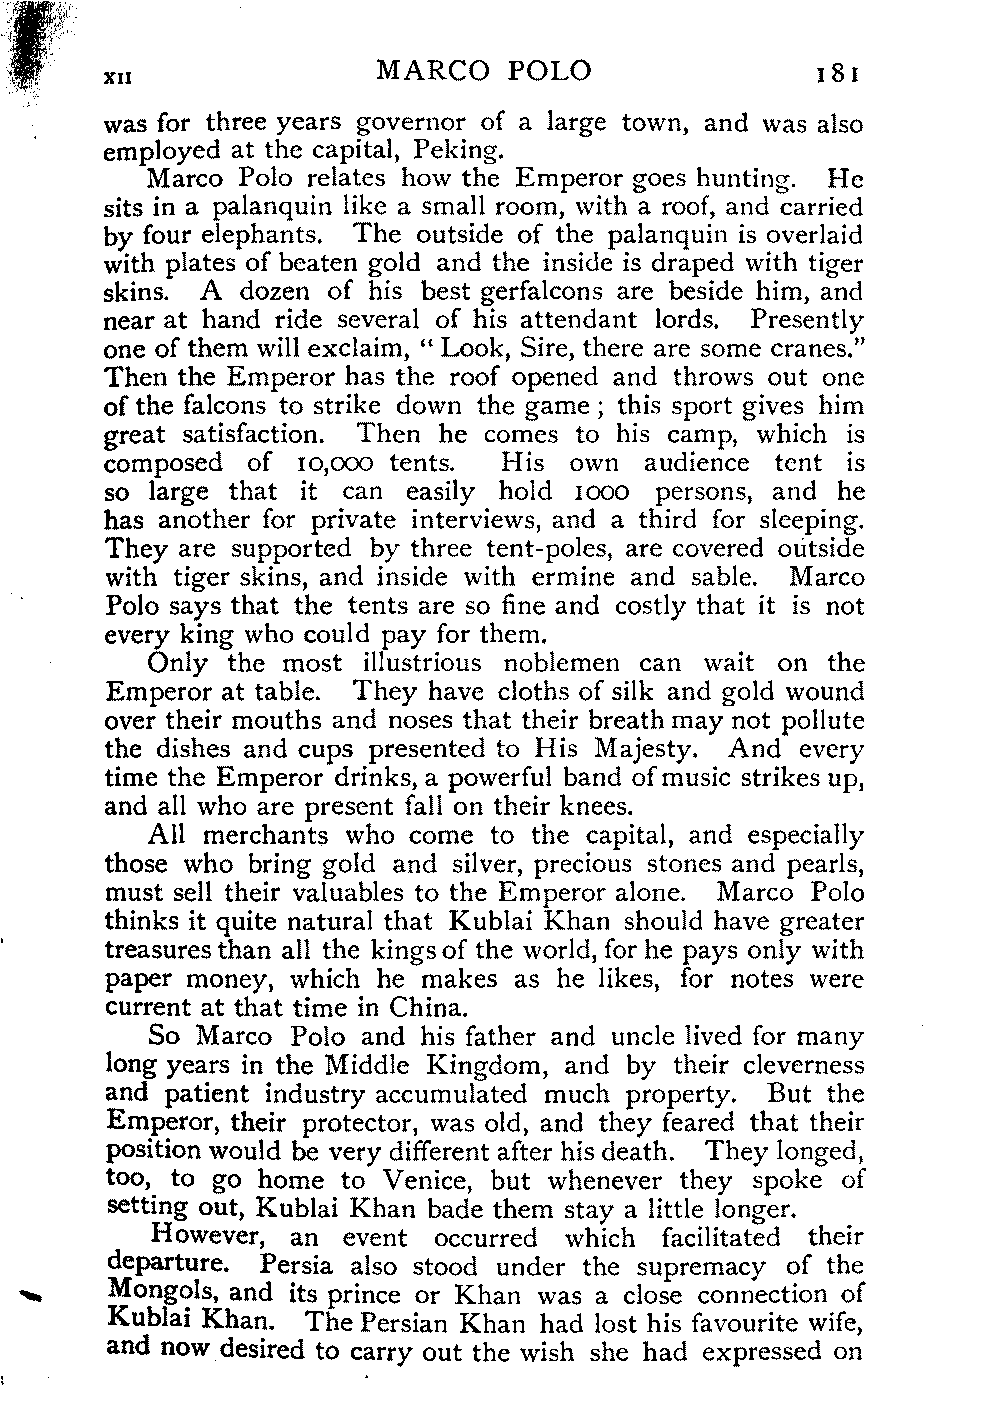 XII MARCO POLO 181
was for three years governor of a large town, and was also
employed at the capital, Peking.
Marco Polo relates how the Emperor goes hunting. He
sits in a palanquin like a small room, with a roof, and carried
by four elephants. The outside of the palanquin is overlaid
with plates of beaten gold and the inside is draped with tiger
skins. A dozen of his best gerfalcons are beside him, and
near at hand ride several of his attendant lords. Presently
one of them will exclaim, “ Look, Sire, there are some cranes.”
Then the Emperor has the roof opened and throws out one
of the falcons to strike down the game ; this sport gives him
great satisfaction. Then he comes to his camp, which is
composed of 10,000 tents. His own audience tent is
so large that it can easily hold 1000 persons, and he
has another for private interviews, and a third for sleeping.
They are supported by three tent-poles, are covered outside
with tiger skins, and inside with ermine and sable. Marco
Polo says that the tents are so fine and costly that it is not
every king who could pay for them.
Only the most illustrious noblemen can wait on the
Emperor at table. They have cloths of silk and gold wound
over their mouths and noses that their breath may not pollute
the dishes and cups presented to His Majesty. And every
time the Emperor drinks, a powerful band of music strikes up,
and all who are present fall on their knees.
All merchants who come to the capital, and especially
those who bring gold and silver, precious stones and pearls,
must sell their valuables to the Emperor alone. Marco Polo
thinks it quite natural that Kublai Khan should have greater
treasures than all the kings of the world, for he pays only with
paper money, which he makes as he likes, for notes were
current at that time in China.
So Marco Polo and his father and uncle lived for many
long years in the Middle Kingdom, and by their cleverness
and patient industry accumulated much property. But the
Emperor, their protector, was old, and they feared that their
position would be very different after his death. They longed,
too, to go home to Venice, but whenever they spoke of
setting out, Kublai Khan bade them stay a little longer.
However, an event occurred which facilitated their
departure. Persia also stood under the supremacy of the
Mongols, and its prince or Khan was a close connection of
Kublai Khan. The Persian Khan had lost his favourite wife,
and now desired to carry out the wish she had expressed on